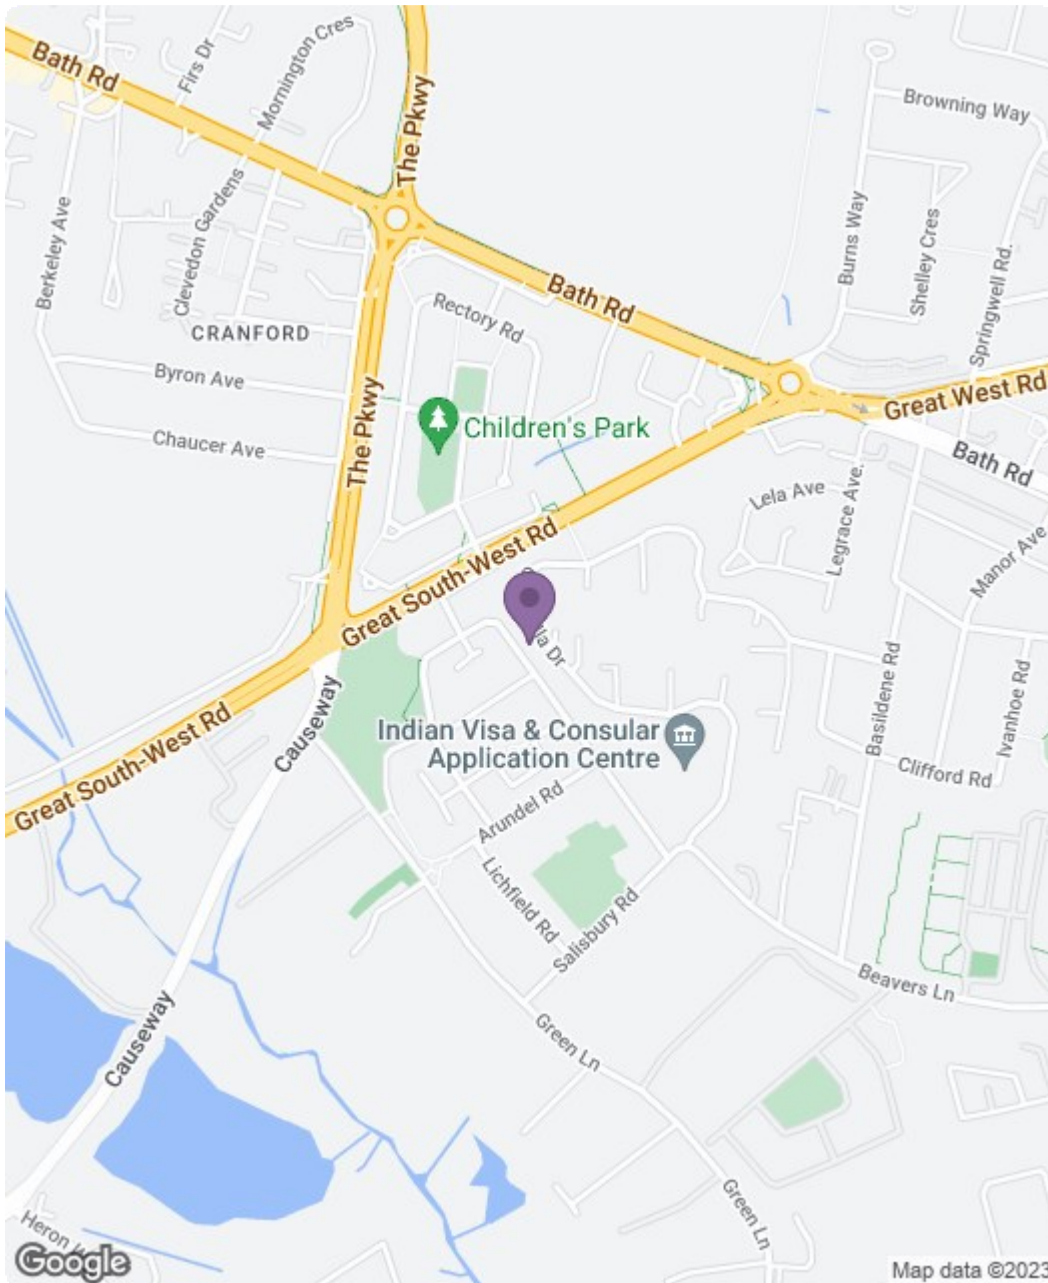 Bath Rd
Firs Dr
Mornington Cres
The Pkwy
Browning Way
Berkeley Ave
Clevedon Gardens
Burns Way
Shelley Cres
Springwell Rd.
Bath Rd
Rectory Rd
CRANFORD
Byron Ave
The Pkwy
Great West Rd
Children's Park
Chaucer Ave
Bath Rd
Lela Ave
Legrace Ave.
Manor Ave
Great South-West Rd
Dr
Basildene Rd
Ivanhoe Rd
Causeway
Great South-West Rd
Indian Visa & Consular
Application Centre
Clifford Rd
Arundel Rd
Lichfield Rd
Salisbury Rd
Beavers Ln
Causeway
Green Ln
Green Ln
Heron
Google
Map data ©2023